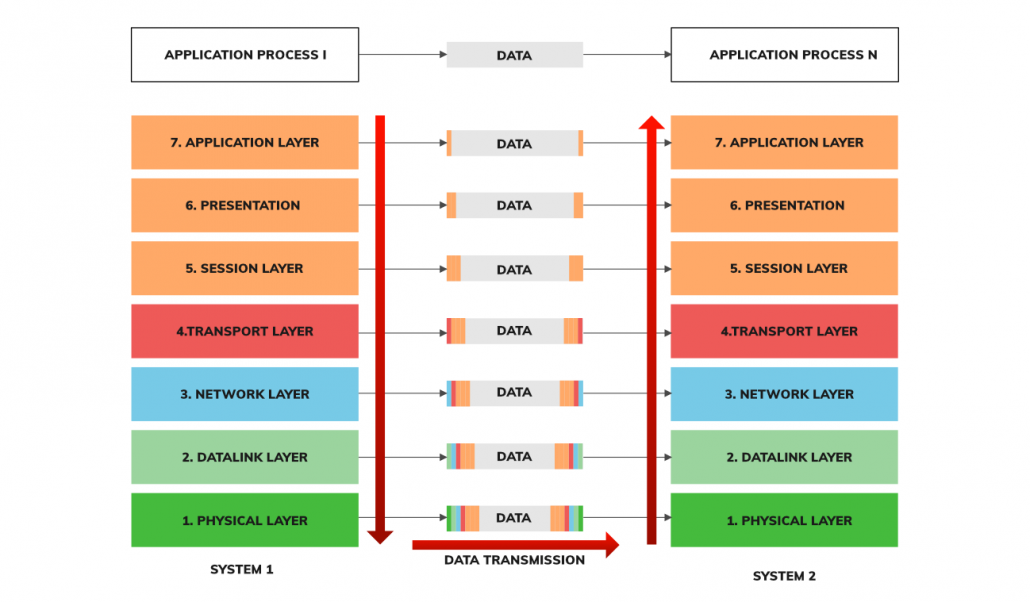 APPLICATION PROCESS I
DATA
APPLICATION PROCESS N
7. APPLICATION LAYER
DATA
7. APPLICATION LAYER
6. PRESENTATION
DATA
6. PRESENTATION
5. SESSION LAYER
DATA
5. SESSION LAYER
4.TRANSPORT LAYER
DATA
4.TRANSPORT LAYER
3. NETWORK LAYER
DATA
3. NETWORK LAYER
2. DATALINK LAYER
DATA
2. DATALINK LAYER
1. PHYSICAL LAYER
DATA
1. PHYSICAL LAYER
DATA TRANSMISSION
SYSTEM 1
SYSTEM 2